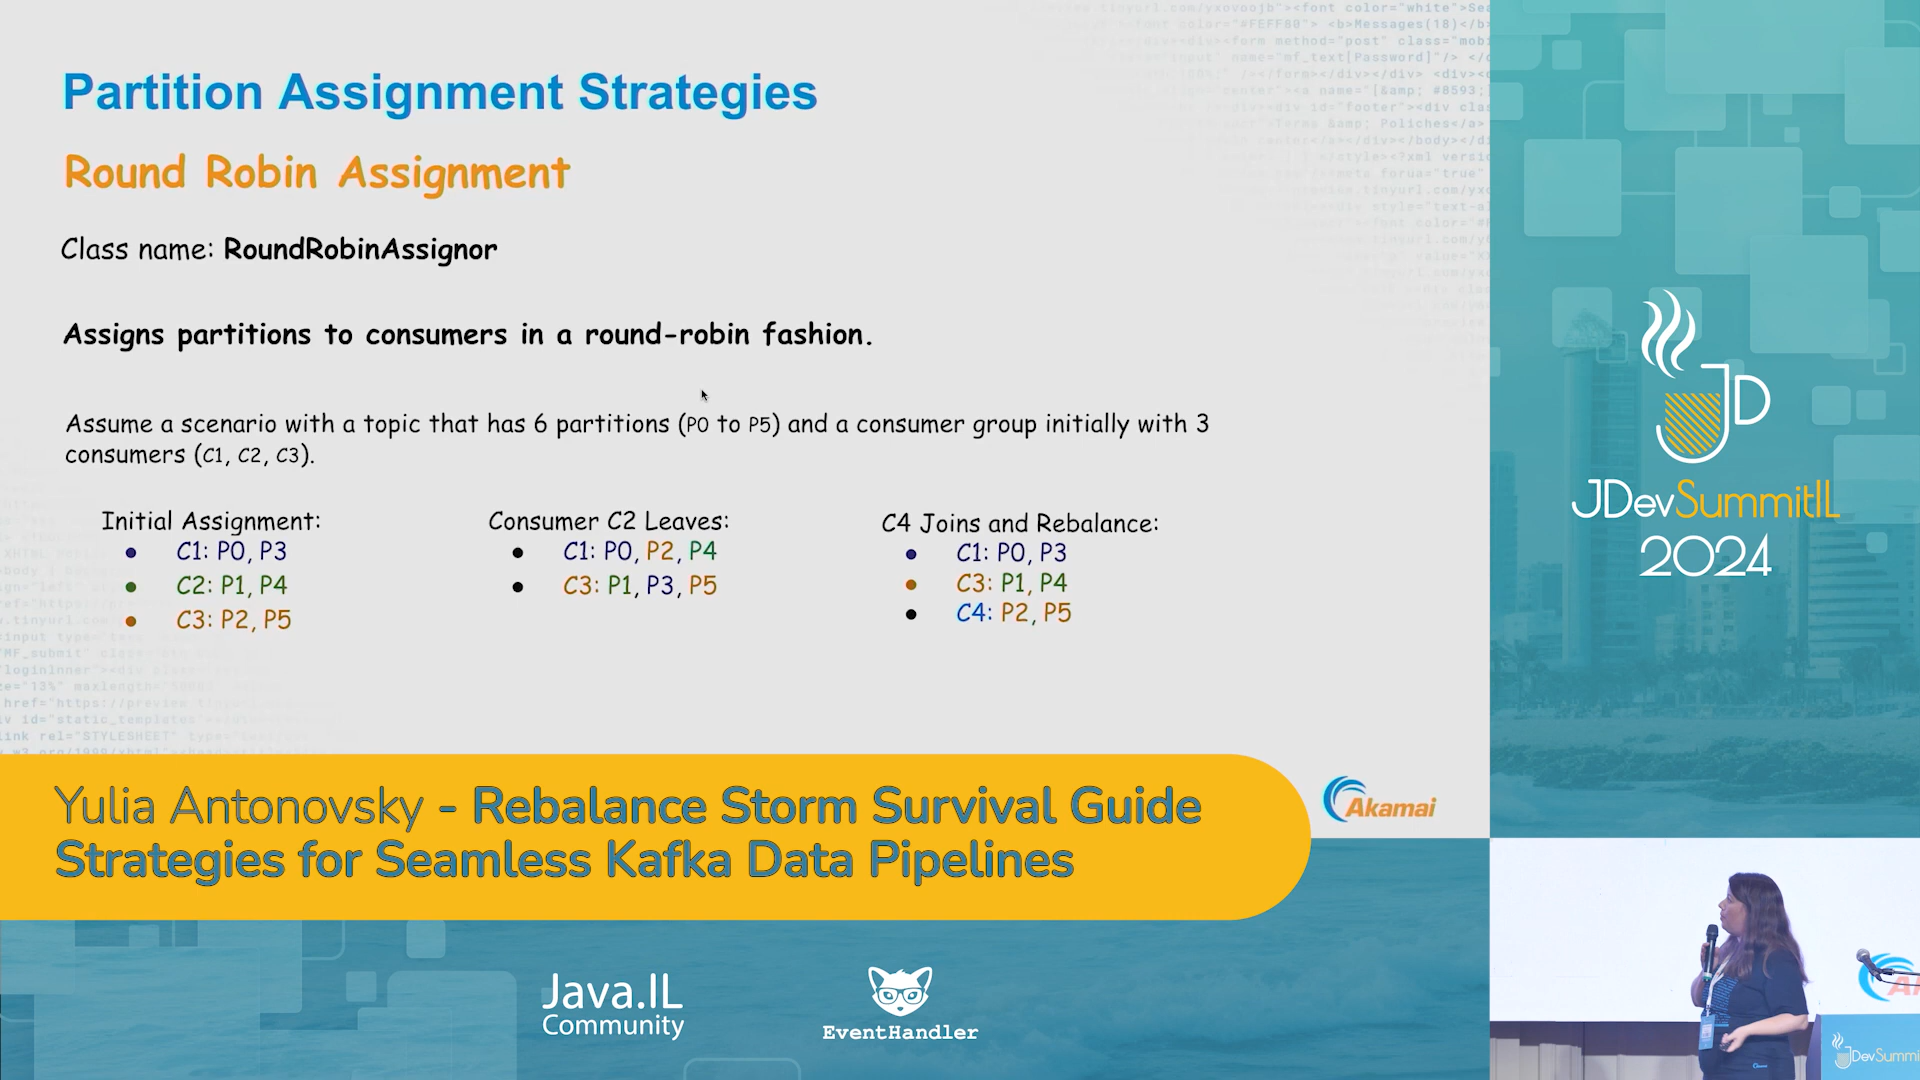 Partition Assignment Strategies
Round Robin Assignment
Class name: RoundRobinAssignor
Assigns partitions to consumers in a round-robin fashion.
Assume a scenario with a topic that has 6 partitions (P0 to P5) and a consumer group initially with 3
consumers (C1, C2, C3).
Initial Assignment:
• C1: P0, P3
• C2: P1, P4
• C3: P2, P5
Consumer C2 Leaves:
• C1: P0, P2, P4
• C3: P1, P3, P5
C4 Joins and Rebalance:
• C1: P0, P3
• C3: P1, P4
• C4: P2, P5
Akamai
Yulia Antonovsky - Rebalance Storm Survival Guide
Strategies for Seamless Kafka Data Pipelines
Java.IL
Community
EventHandler
JD
JDevSummitIL
2024